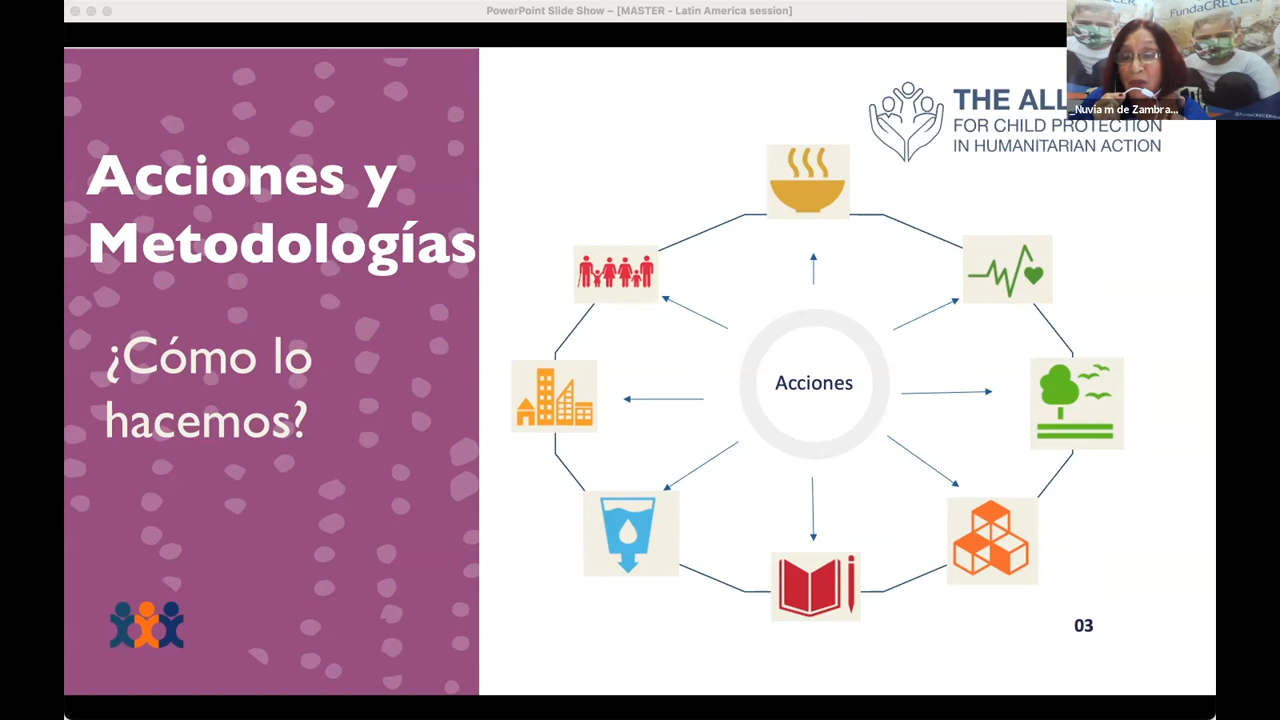 PowerPoint Slide Show – [MASTER - Latin America session]
FundaCRECER
Nuvia m de Zambra...
@FundaCRECER
THE ALL
FOR CHILD PROTECTION
IN HUMANITARIAN ACTION
Acciones y
Metodologías
¿Cómo lo
hacemos?
Acciones
03